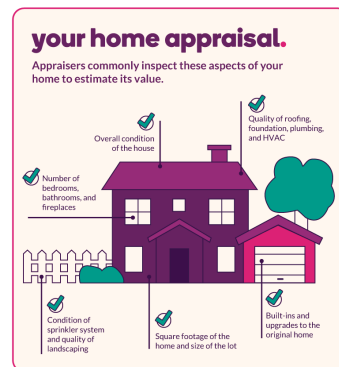 your home appraisal.
Appraisers commonly inspect these aspects of your
home to estimate its value.
Quality of roofing,
foundation, plumbing,
and HVAC
Overall condition
of the house
Number of
bedrooms,
bathrooms, and
fireplaces
Condition of
sprinkler system
and quality of
landscaping
Square footage of the
home and size of the lot
Built-ins and
upgrades to the
original home